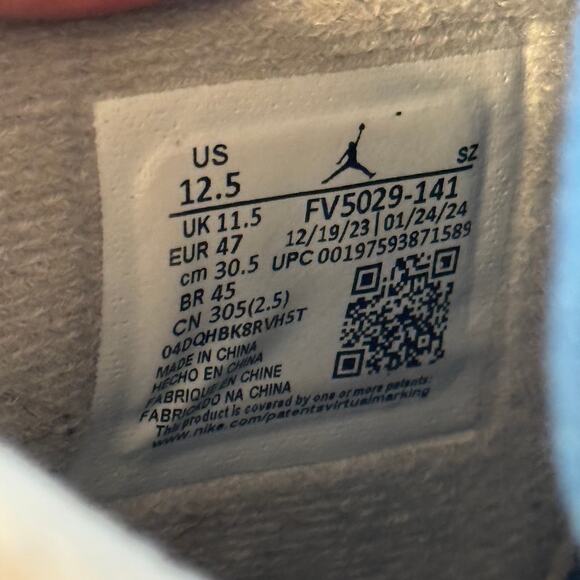 US
12.5
SZ
UK 11.5
FV5029-141
EUR 47
12/19/23|01/24/24
cm 30.5
UPC 00197593871589
BR 45
CN 305(2.5)
04DQHBK8RVH5T
MADE IN CHINA
HECHO EN CHINA
FABRIQUE EN CHINE
FABRICADO NA CHINA
This product is covered by one or more patents:
www.nike.com/patentsvirtualmarking